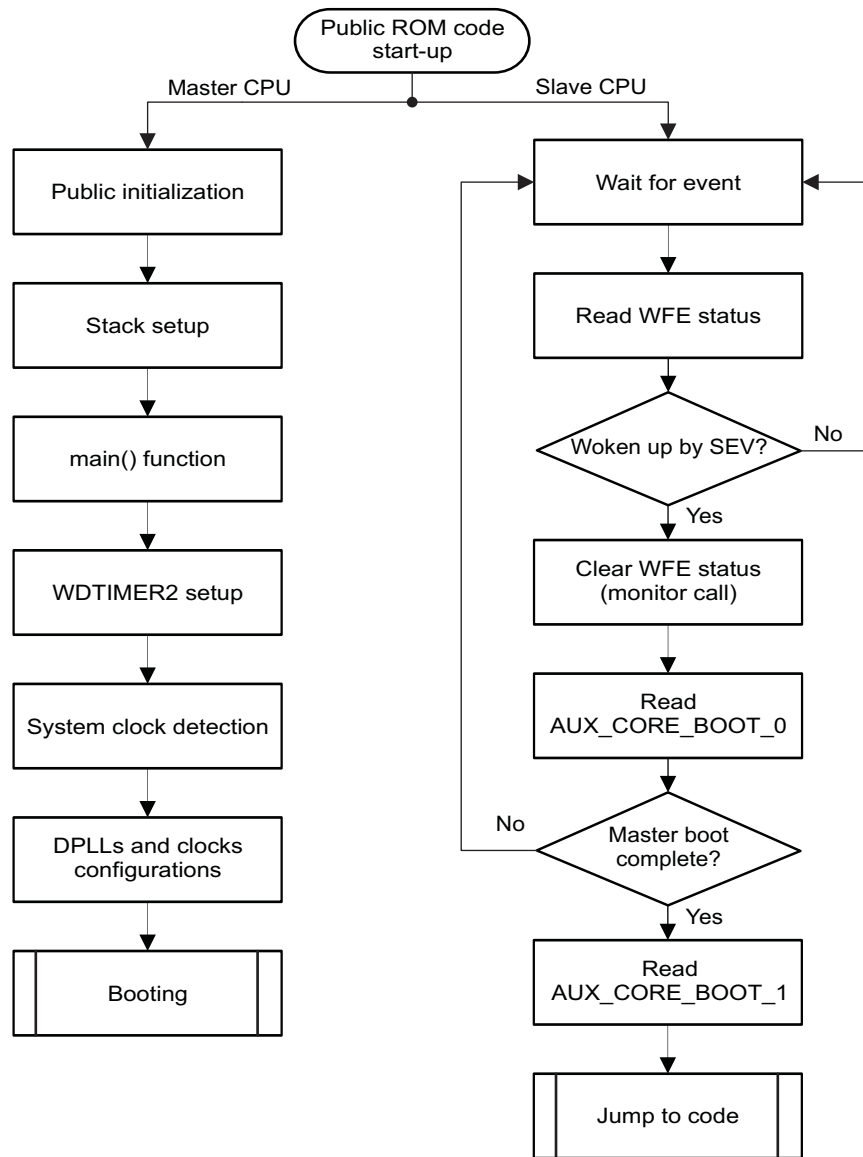 Public ROM code
start-up
Master CPU
Slave CPU
Public initialization
Stack setup
main() function
WDTIMER2 setup
System clock detection
DPLLs and clocks
configurations
Booting
Wait for event
Read WFE status
Woken up by SEV?
No
Yes
Clear WFE status
(monitor call)
Read
AUX_CORE_BOOT_0
No
Master boot
complete?
Yes
Read
AUX_CORE_BOOT_1
Jump to code